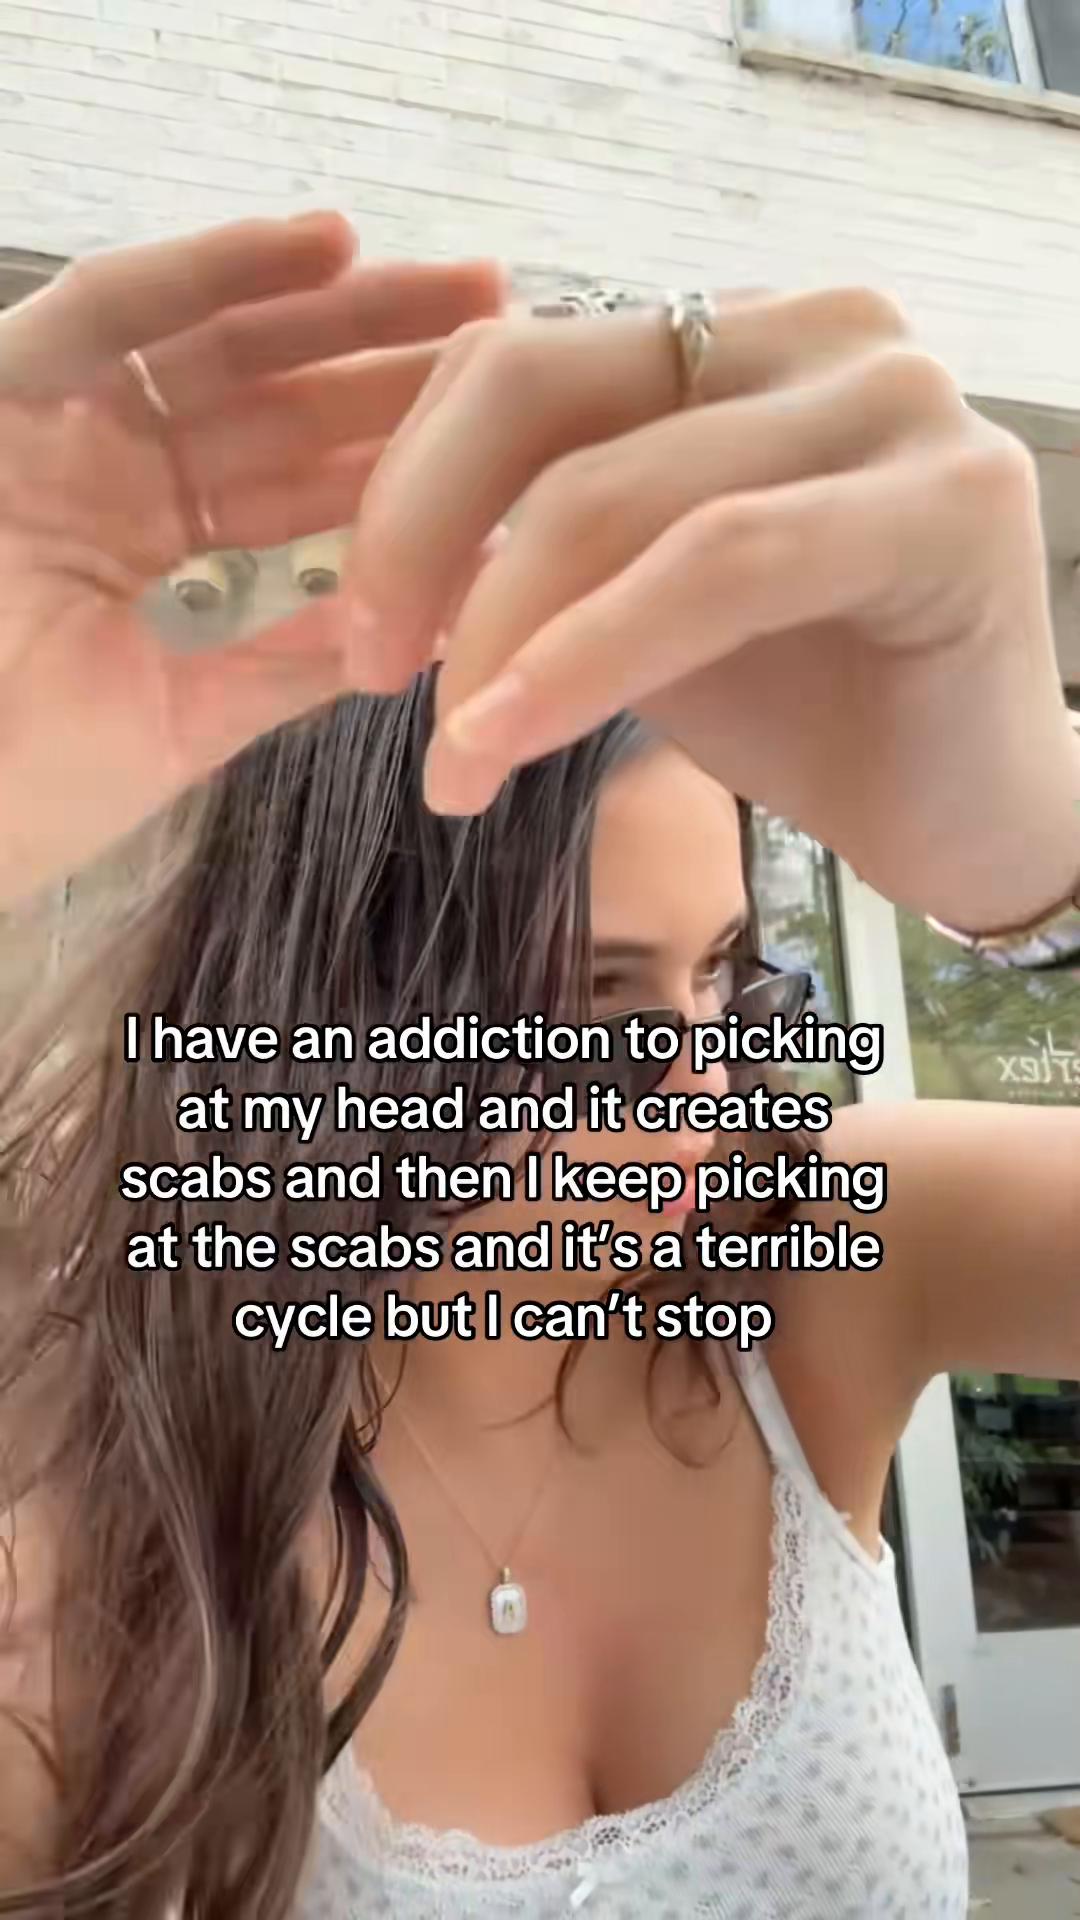 I have an addiction to picking
at my head and it creates
scabs and then I keep picking
at the scabs and it’s a terrible
cycle but I can’t stop